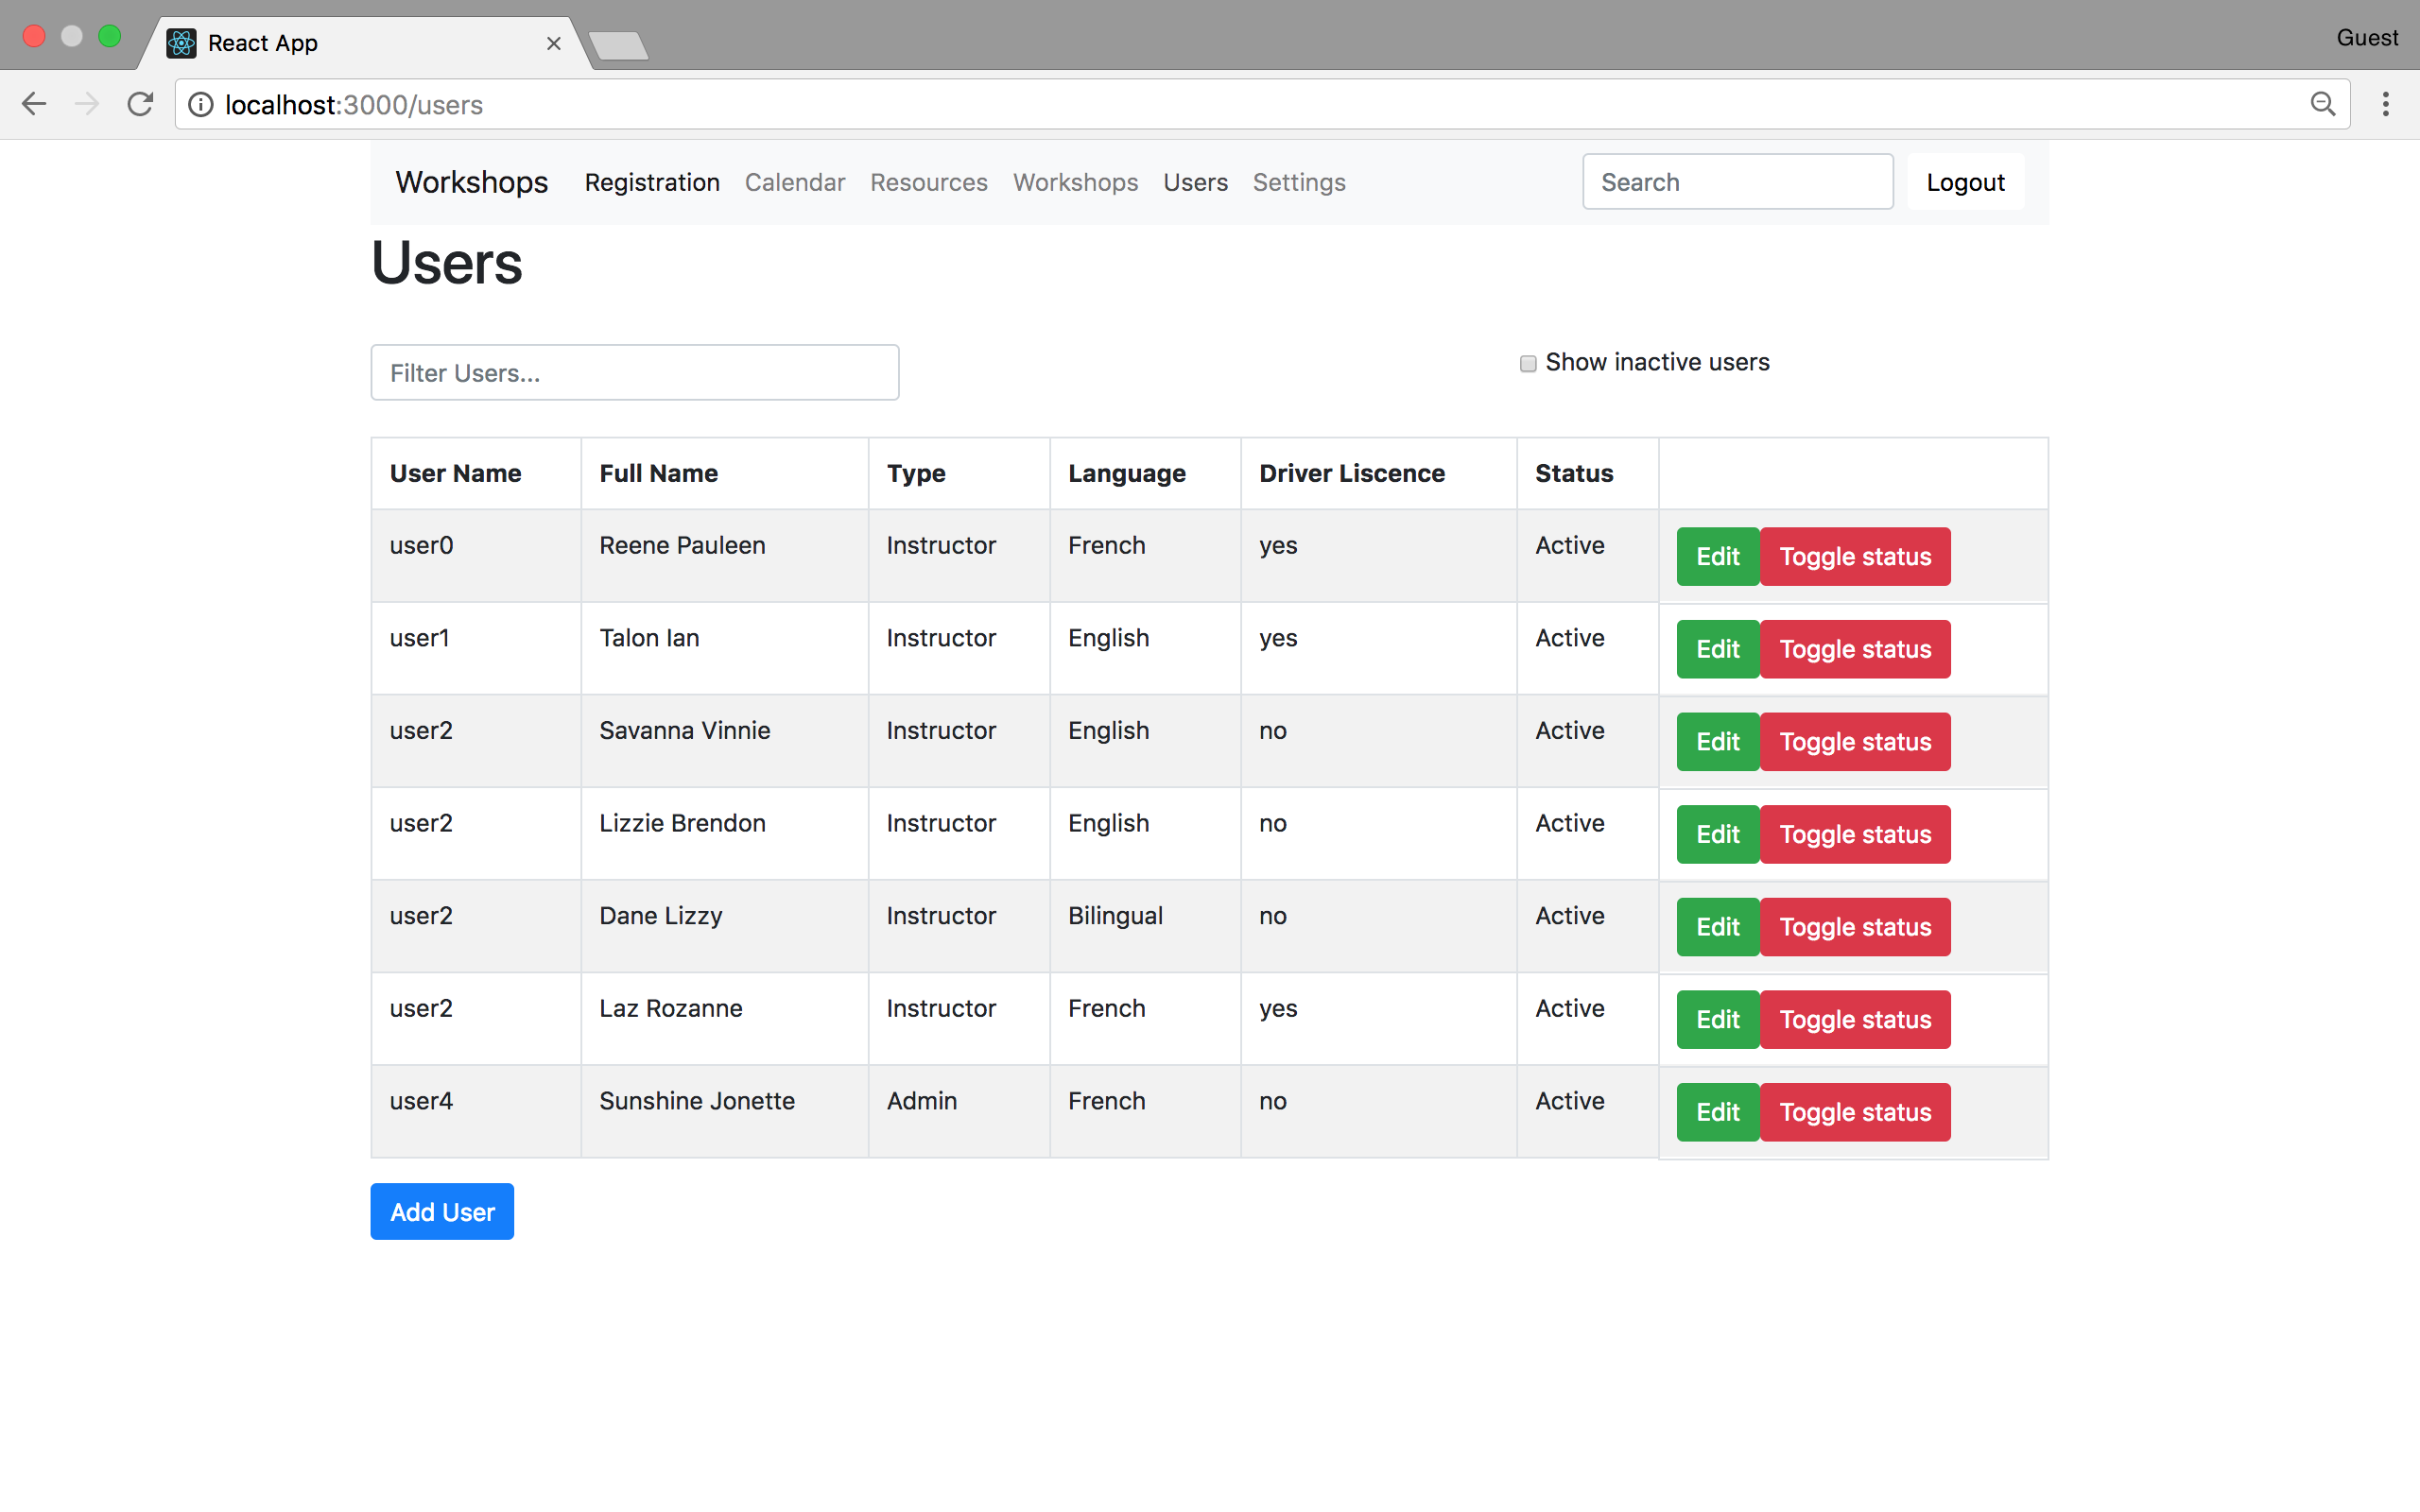 React App
Guest
localhost:3000/users
Workshops Registration Calendar Resources Workshops Users Settings Search Logout
Users
Filter Users...
Show inactive users
User Name Full Name Type Language Driver Liscence Status
user0 Reene Pauleen Instructor French yes Active Edit Toggle status
user1 Talon Ian Instructor English yes Active Edit Toggle status
user2 Savanna Vinnie Instructor English no Active Edit Toggle status
user2 Lizzie Brendon Instructor English no Active Edit Toggle status
user2 Dane Lizzy Instructor Bilingual no Active Edit Toggle status
user2 Laz Rozanne Instructor French yes Active Edit Toggle status
user4 Sunshine Jonette Admin French no Active Edit Toggle status
Add User